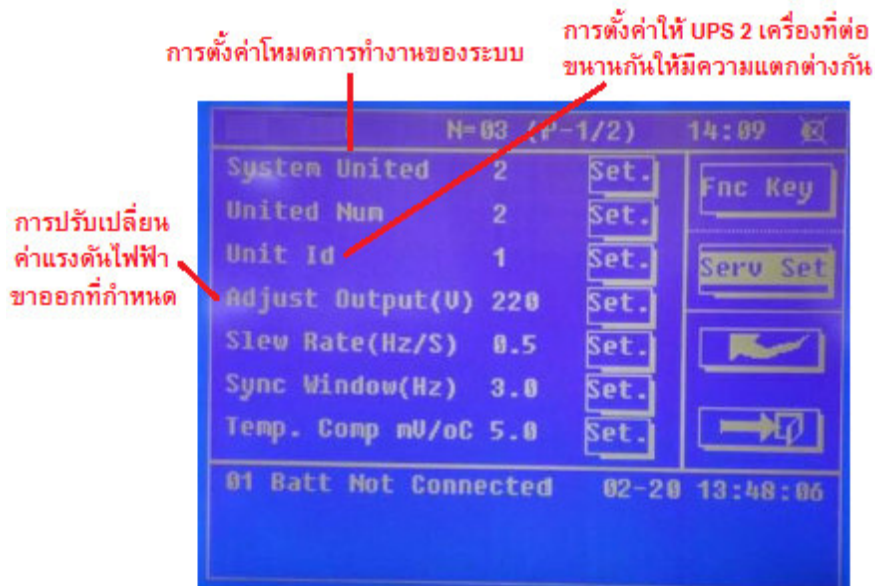 การตั้งค่าโหมดการทำงานของระบบ
การตั้งค่าให้ UPS 2 เครื่องที่ต่อ
ขนานกันให้มีความแตกต่างกัน
การปรับเปลี่ยน
ค่าแรงดันไฟฟ้า
ขาออกที่กำหนด
N=03 (P-1/2) 14:09
System United 2 Set.
United Num 2 Set.
Unit Id 1 Set.
Adjust Output(V) 220 Set.
Slew Rate(Hz/S) 0.5 Set.
Sync Window(Hz) 3.0 Set.
Temp. Comp mV/oC 5.0 Set.
Fnc Key
Serv Set
01 Batt Not Connected 02-20 13:48:06